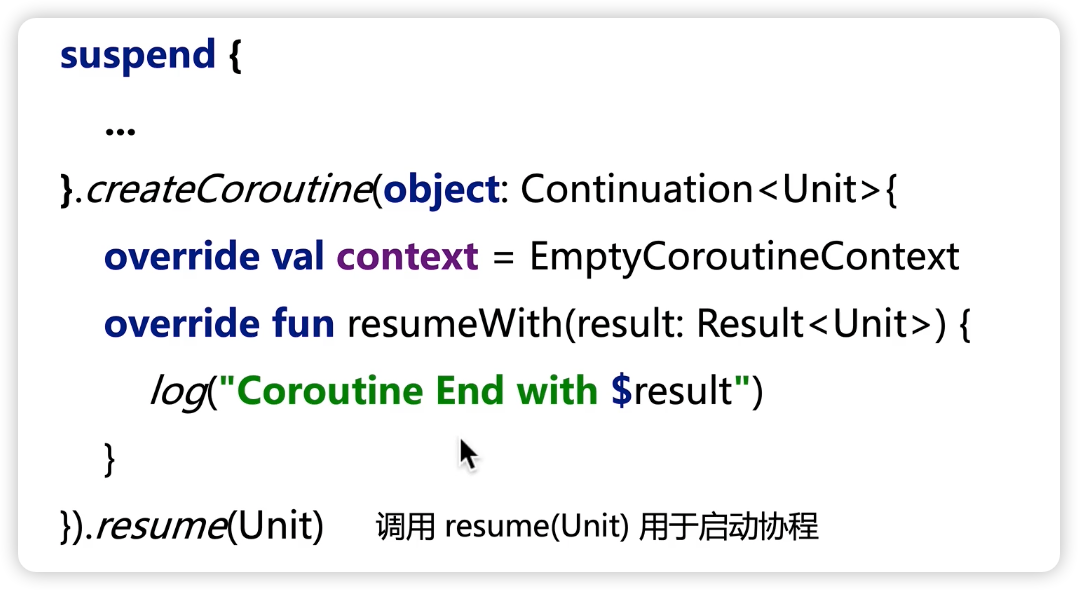 suspend {
...
}.createCoroutine(object: Continuation<Unit>{
override val context = EmptyCoroutineContext
override fun resumeWith(result: Result<Unit>) {
log("Coroutine End with $result")
}
}).resume(Unit) 调用 resume(Unit) 用于启动协程